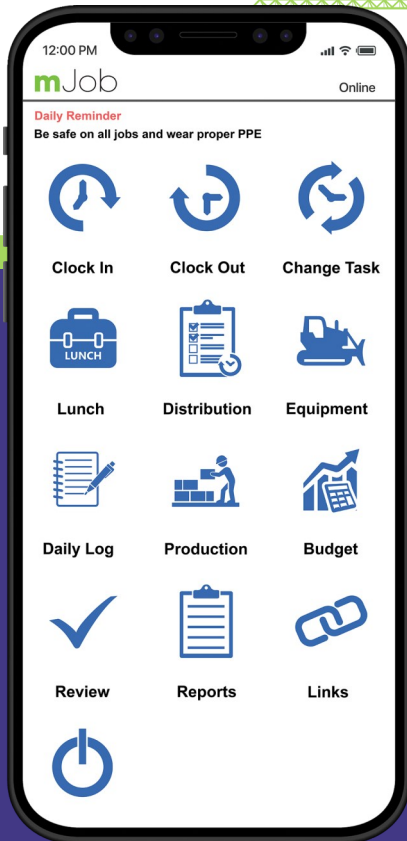 12:00 PM
mJob
Online
Daily Reminder
Be safe on all jobs and wear proper PPE
Clock In
Clock Out
Change Task
LUNCH
Lunch
Distribution
Equipment
Daily Log
Production
Budget
Review
Reports
Links